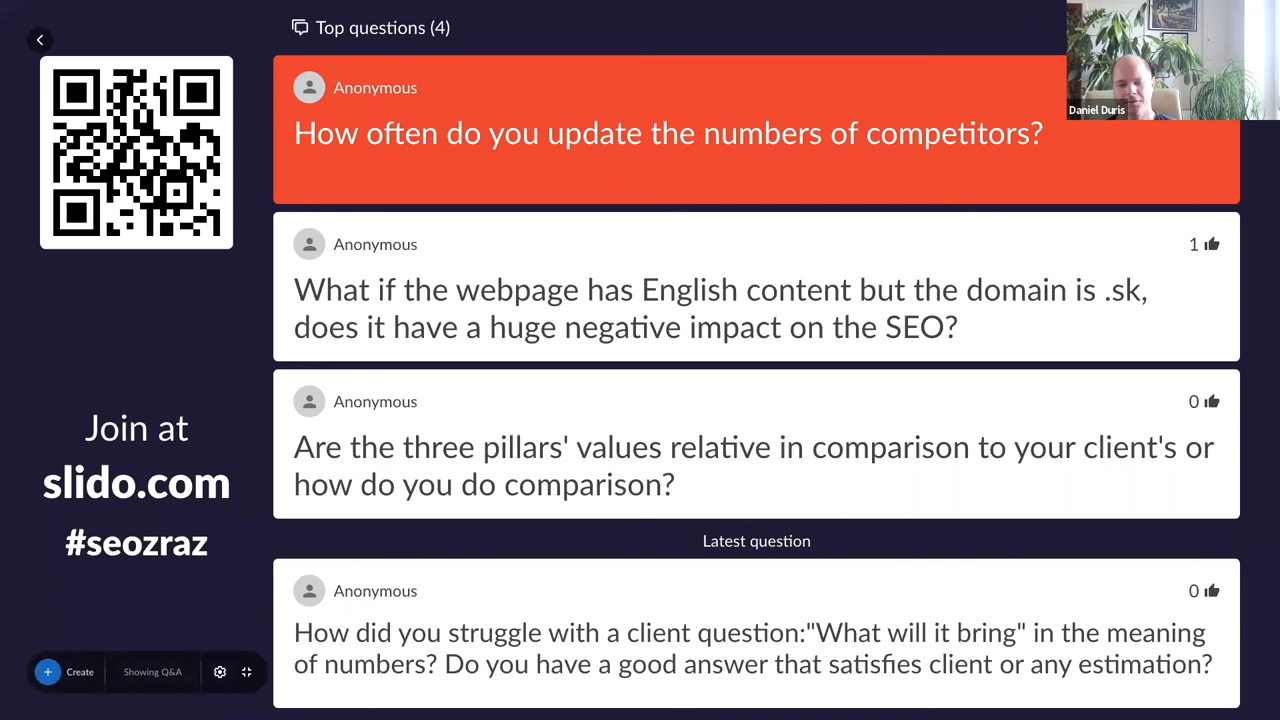 Top questions (4)
Daniel Duris
Anonymous
How often do you update the numbers of competitors?
Anonymous
1
What if the webpage has English content but the domain is .sk,
does it have a huge negative impact on the SEO?
Anonymous
0
Are the three pillars' values relative in comparison to your client's or
how do you do comparison?
Latest question
Anonymous
0
How did you struggle with a client question:"What will it bring" in the meaning
of numbers? Do you have a good answer that satisfies client or any estimation?
Join at
slido.com
#seozraz
Create
Showing Q&A